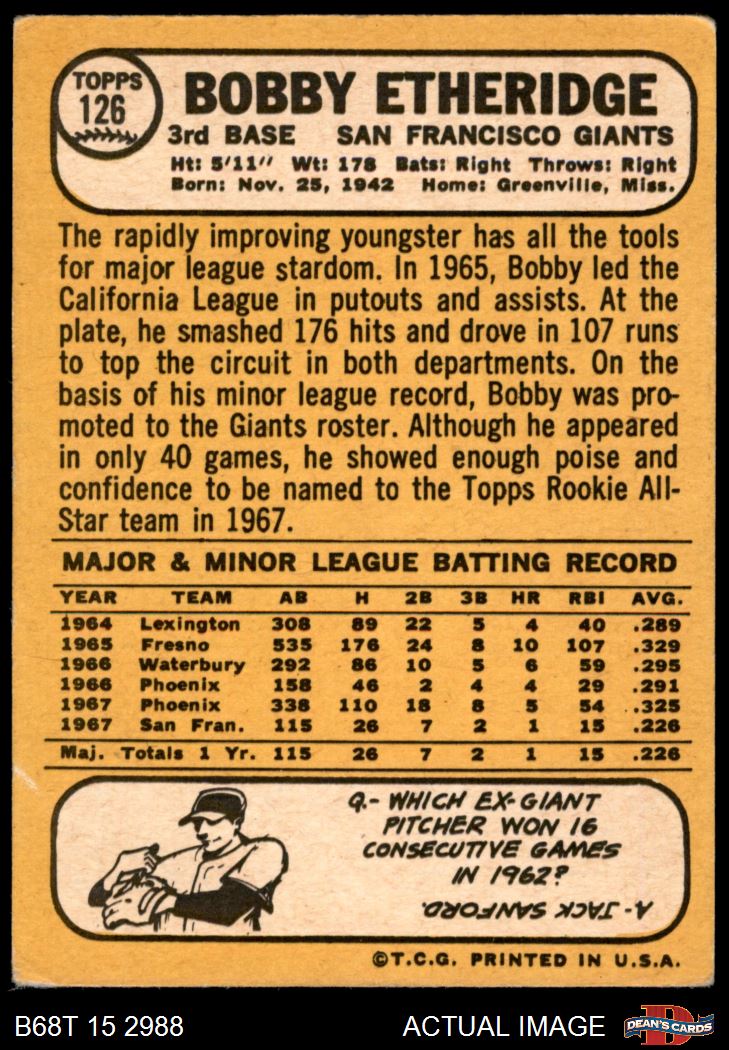 TOPPS
126
BOBBY ETHERIDGE
3rd BASE SAN FRANCISCO GIANTS
Ht: 5'11" Wt: 178 Bats: Right Throws: Right
Born: Nov. 25, 1942 Home: Greenville, Miss.
The rapidly improving youngster has all the tools
for major league stardom. In 1965, Bobby led the
California League in putouts and assists. At the
plate, he smashed 176 hits and drove in 107 runs
to top the circuit in both departments. On the
basis of his minor league record, Bobby was pro-
moted to the Giants roster. Although he appeared
in only 40 games, he showed enough poise and
confidence to be named to the Topps Rookie All-
Star team in 1967.
MAJOR & MINOR LEAGUE BATTING RECORD
YEAR TEAM AB H 2B 3B HR RBI AVG.
1964 Lexington 308 89 22 5 4 40 .289
1965 Fresno 535 176 24 8 10 107 .329
1966 Waterbury 292 86 10 5 6 59 .295
1966 Phoenix 158 46 2 4 4 29 .291
1967 Phoenix 338 110 18 8 5 54 .325
1967 San Fran. 115 26 7 2 1 15 .226
Maj. Totals 1 Yr. 115 26 7 2 1 15 .226
Q.- WHICH EX-GIANT
PITCHER WON 16
CONSECUTIVE GAMES
IN 1962?
A- JACK SANFORD.
©T.C.G. PRINTED IN U.S.A.
B68T 15 2988
ACTUAL IMAGE
D
DEAN'S CARDS